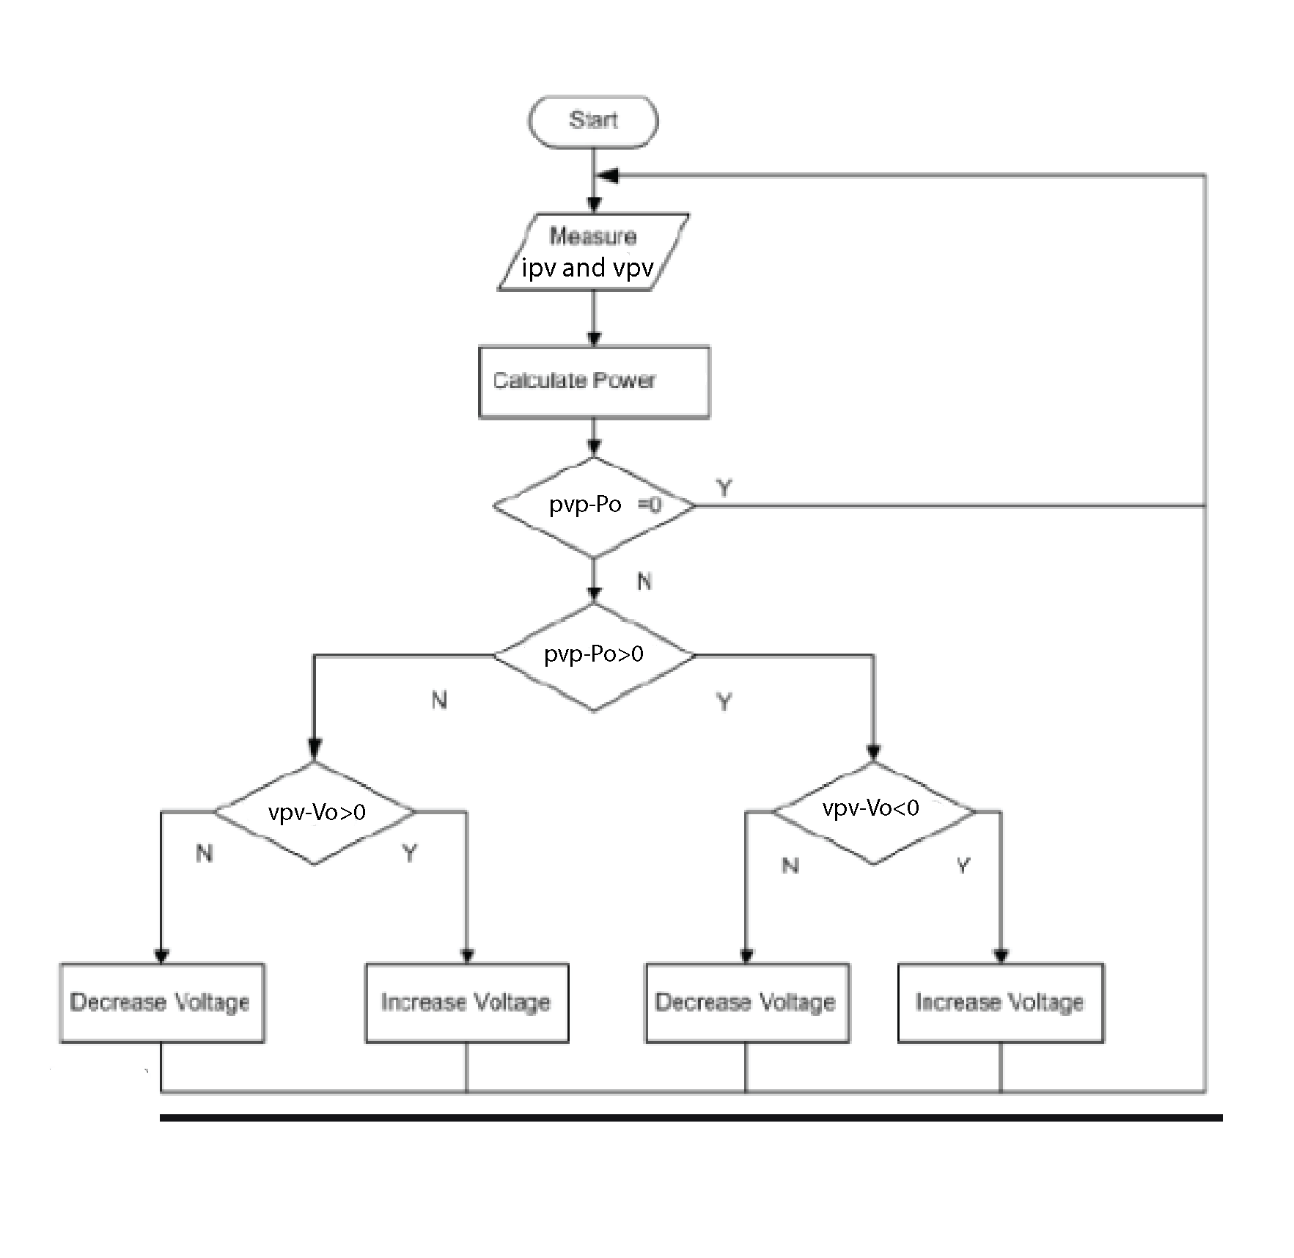 Start
Measure
ipv and vpv
Calculate Power
pvp-Po =0
Y
N
pvp-Po>0
N
Y
vpv-Vo>0
vpv-Vo<0
N
Y
N
Y
Decrease Voltage
Increase Voltage
Decrease Voltage
Increase Voltage